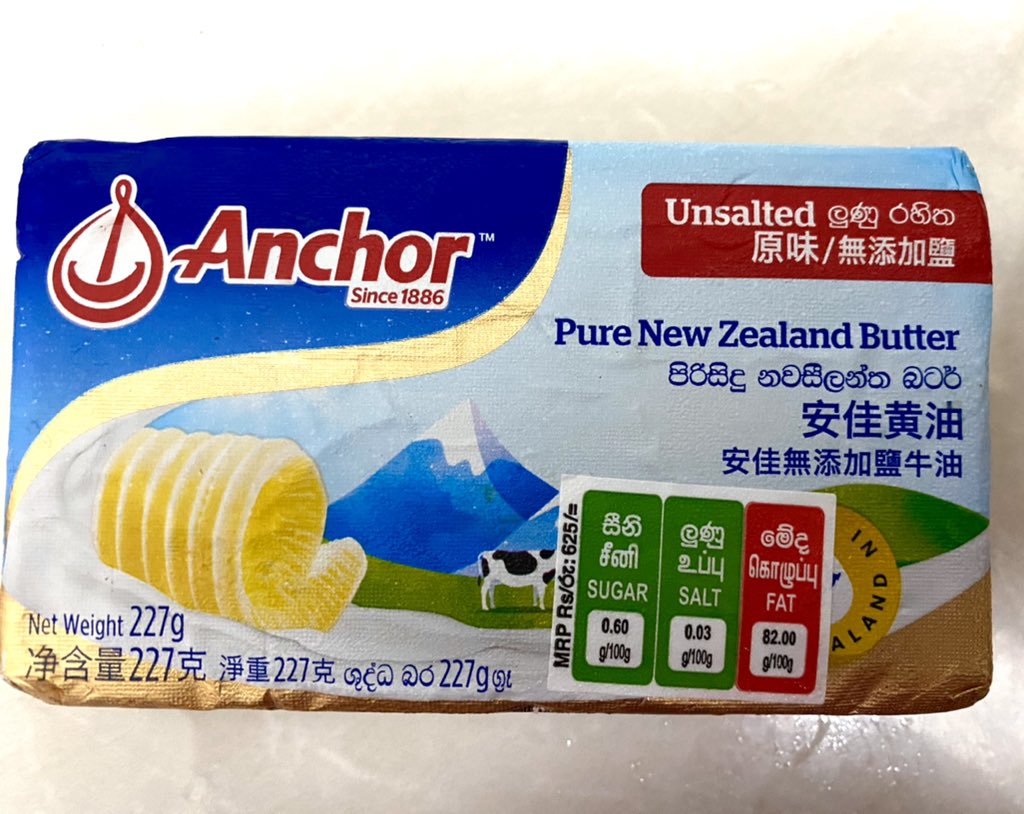 Anchor™
Since 1886
Unsalted ලුණු රහිත
原味/無添加鹽
Pure New Zealand Butter
පිරිසිදු නවසීලන්ත බටර්
安佳黄油
安佳無添加鹽牛油
MRP Rs/රු: 625/=
සීනි
சீனி
SUGAR
0.60
g/100g
ලුණු
உப்பு
SALT
0.03
g/100g
මේද
கொழுப்பு
FAT
82.00
g/100g
IN
ALAND
Net Weight 227g
净含量227克 淨重227克 ශුද්ධ බර 227g